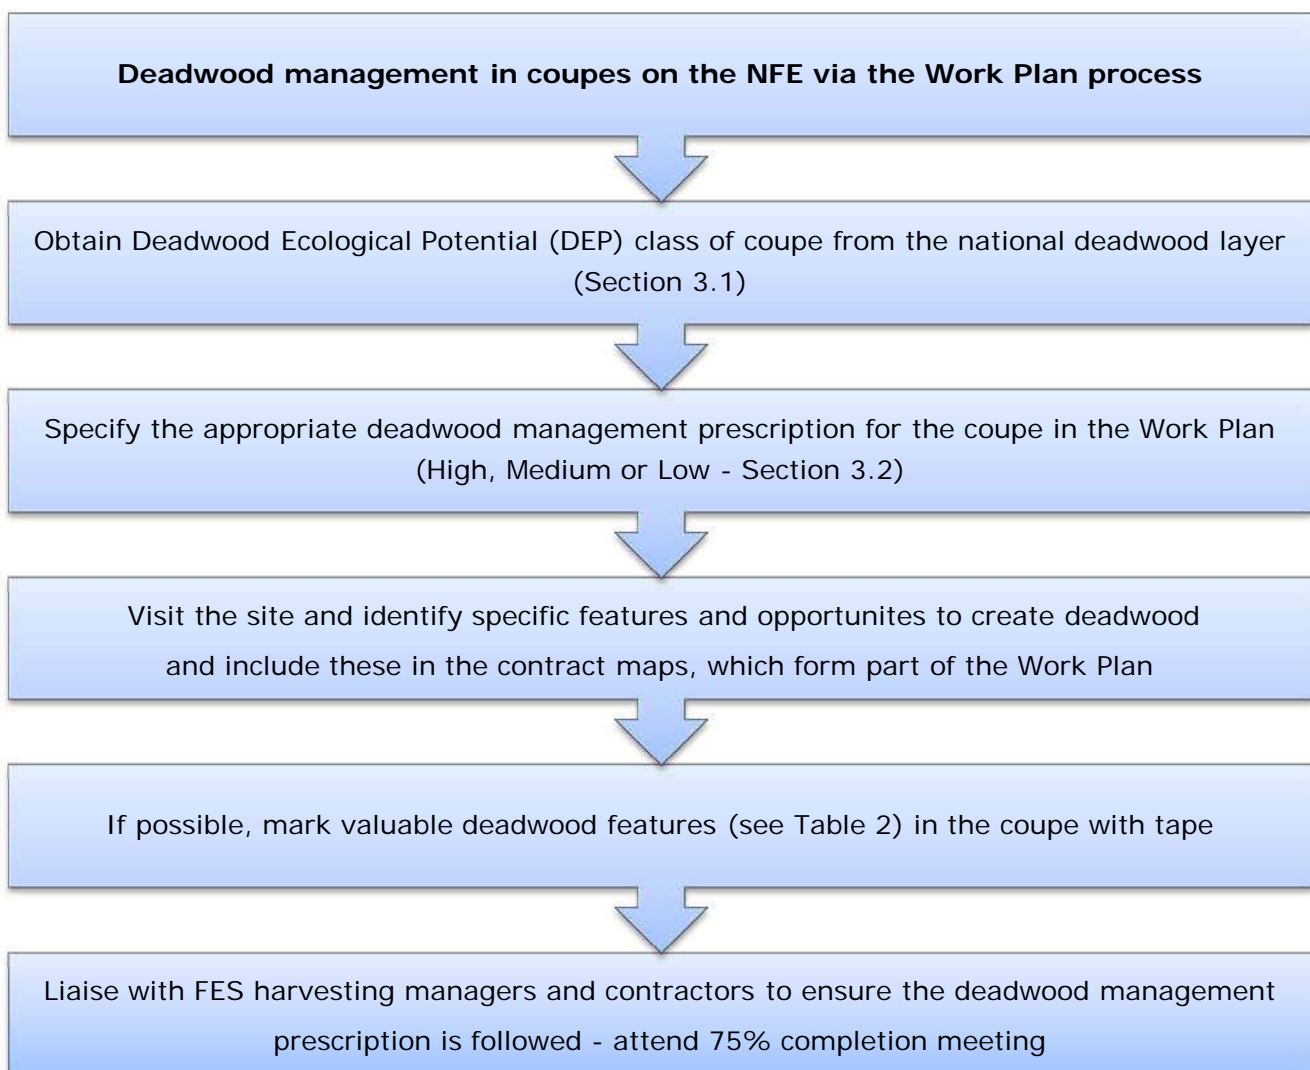 Deadwood management in coupes on the NFE via the Work Plan process
Obtain Deadwood Ecological Potential (DEP) class of coupe from the national deadwood layer
(Section 3.1)
Specify the appropriate deadwood management prescription for the coupe in the Work Plan
(High, Medium or Low - Section 3.2)
Visit the site and identify specific features and opportunites to create deadwood
and include these in the contract maps, which form part of the Work Plan
If possible, mark valuable deadwood features (see Table 2) in the coupe with tape
Liaise with FES harvesting managers and contractors to ensure the deadwood management
prescription is followed - attend 75% completion meeting